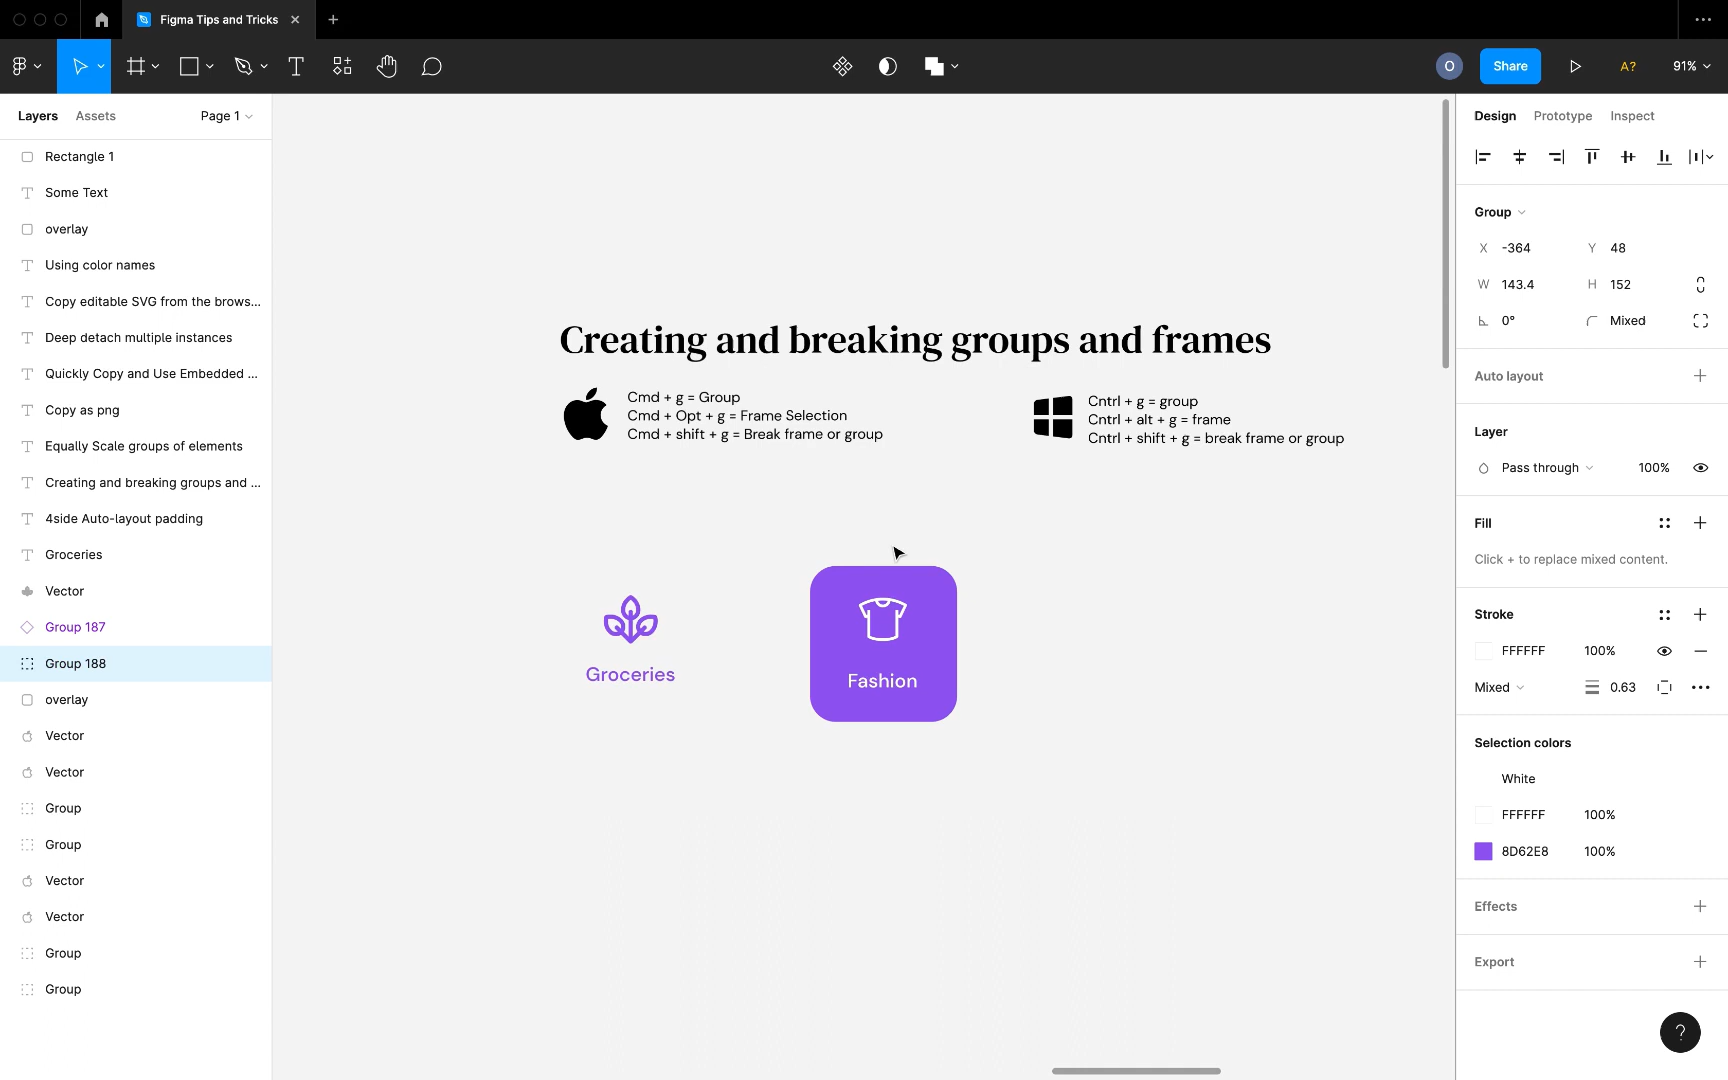 Figma Tips and Tricks
O
Share
A?
91%
Layers
Assets
Page 1
Rectangle 1
Some Text
overlay
Using color names
Copy editable SVG from the brows...
Deep detach multiple instances
Quickly Copy and Use Embedded ...
Copy as png
Equally Scale groups of elements
Creating and breaking groups and ...
4side Auto-layout padding
Groceries
Vector
Group 187
Group 188
overlay
Vector
Vector
Group
Group
Vector
Vector
Group
Group
Creating and breaking groups and frames
Cmd + g = Group
Cmd + Opt + g = Frame Selection
Cmd + shift + g = Break frame or group
Cntrl + g = group
Cntrl + alt + g = frame
Cntrl + shift + g = break frame or group
Groceries
Fashion
Design
Prototype
Inspect
Group
X -364
Y 48
W 143.4
H 152
0°
Mixed
Auto layout
Layer
Pass through
100%
Fill
Click + to replace mixed content.
Stroke
FFFFFF 100%
Mixed
0.63
Selection colors
White
FFFFFF 100%
8D62E8 100%
Effects
Export
?